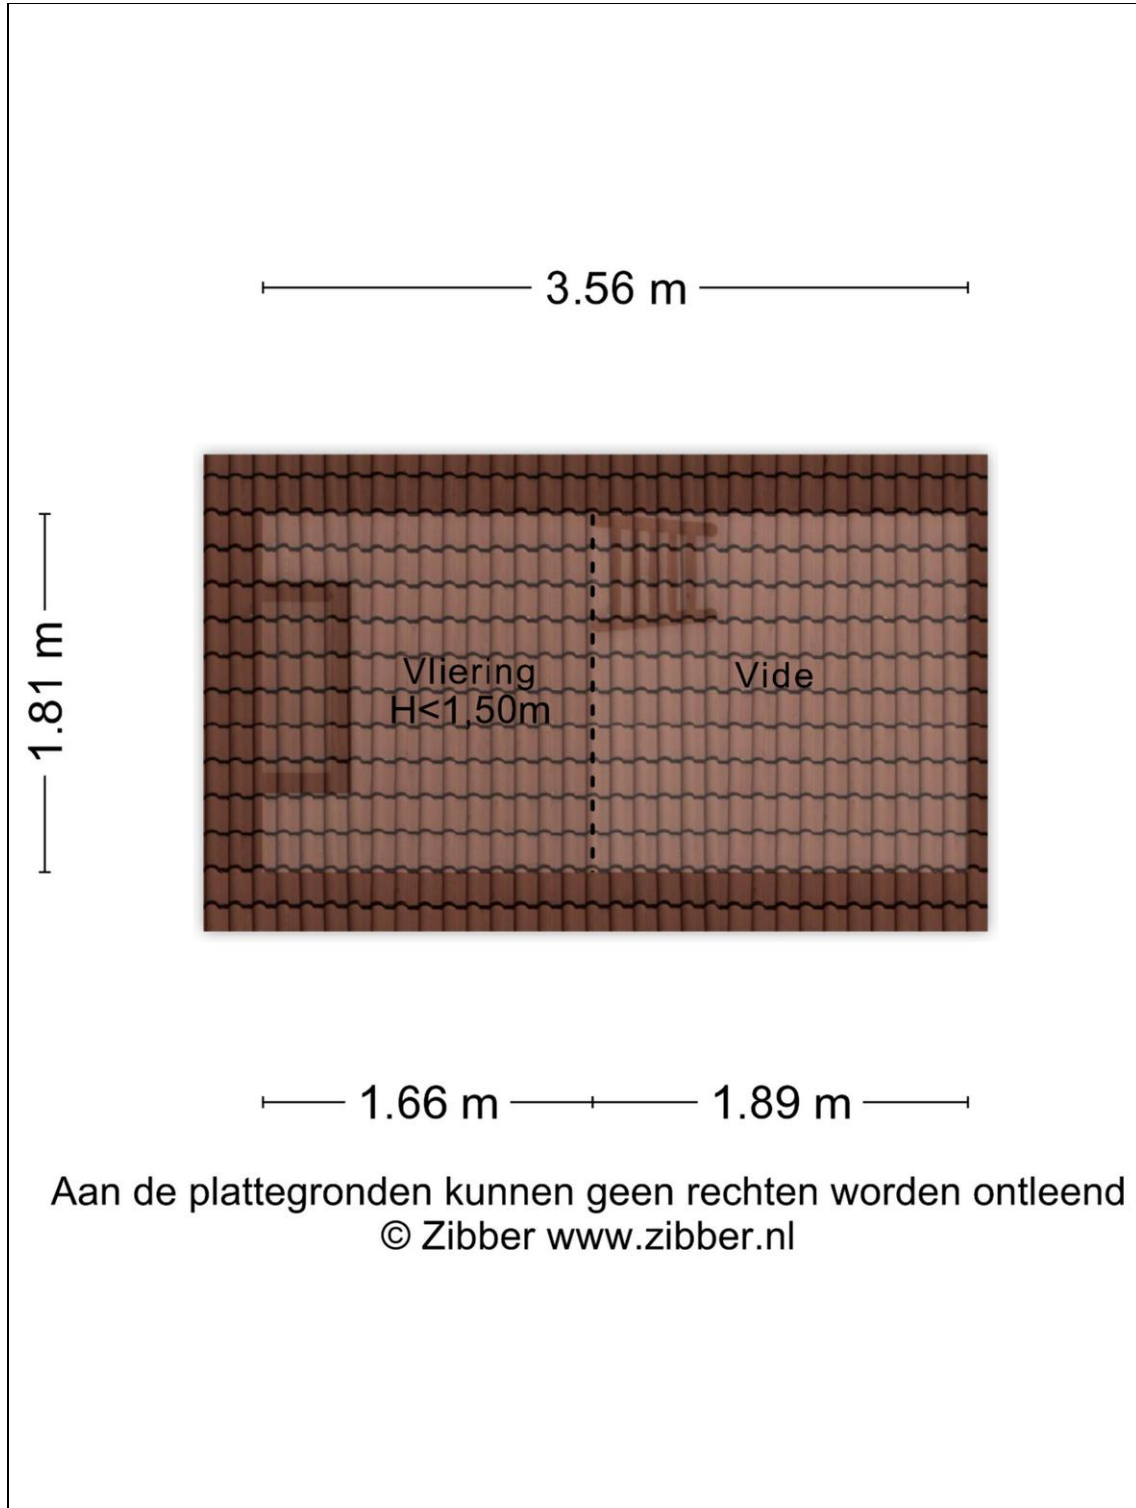 3.56 m
1.81 m
Vliering
H<1,50m
Vide
1.66 m
1.89 m
Aan de plattegronden kunnen geen rechten worden ontleend
© Zibber www.zibber.nl